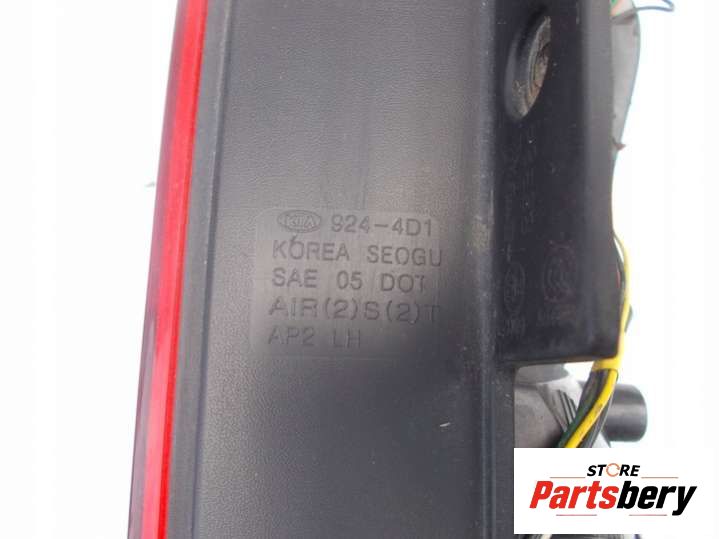 KIA 924-4D1
KOREA SEOGU
SAE 05 DOT
AIR(2)S(2)T
AP2 LH
STORE
Partsbery